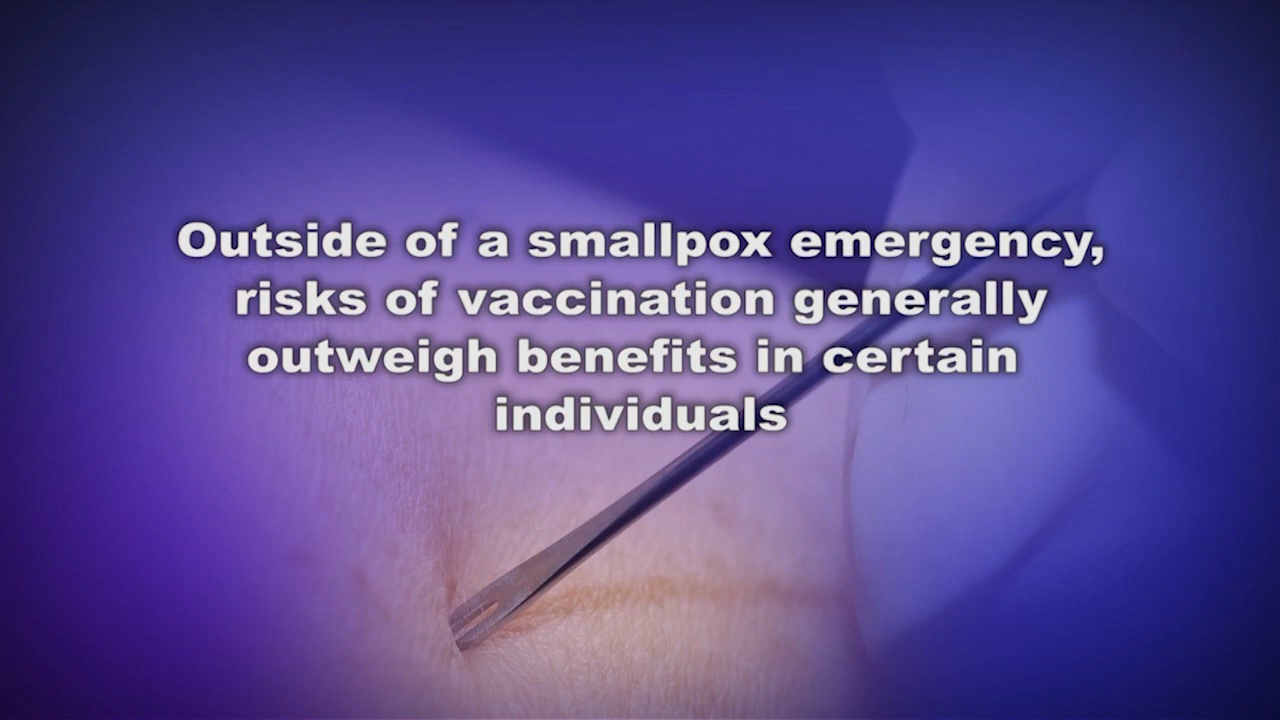 Outside of a smallpox emergency,
risks of vaccination generally
outweigh benefits in certain
individuals